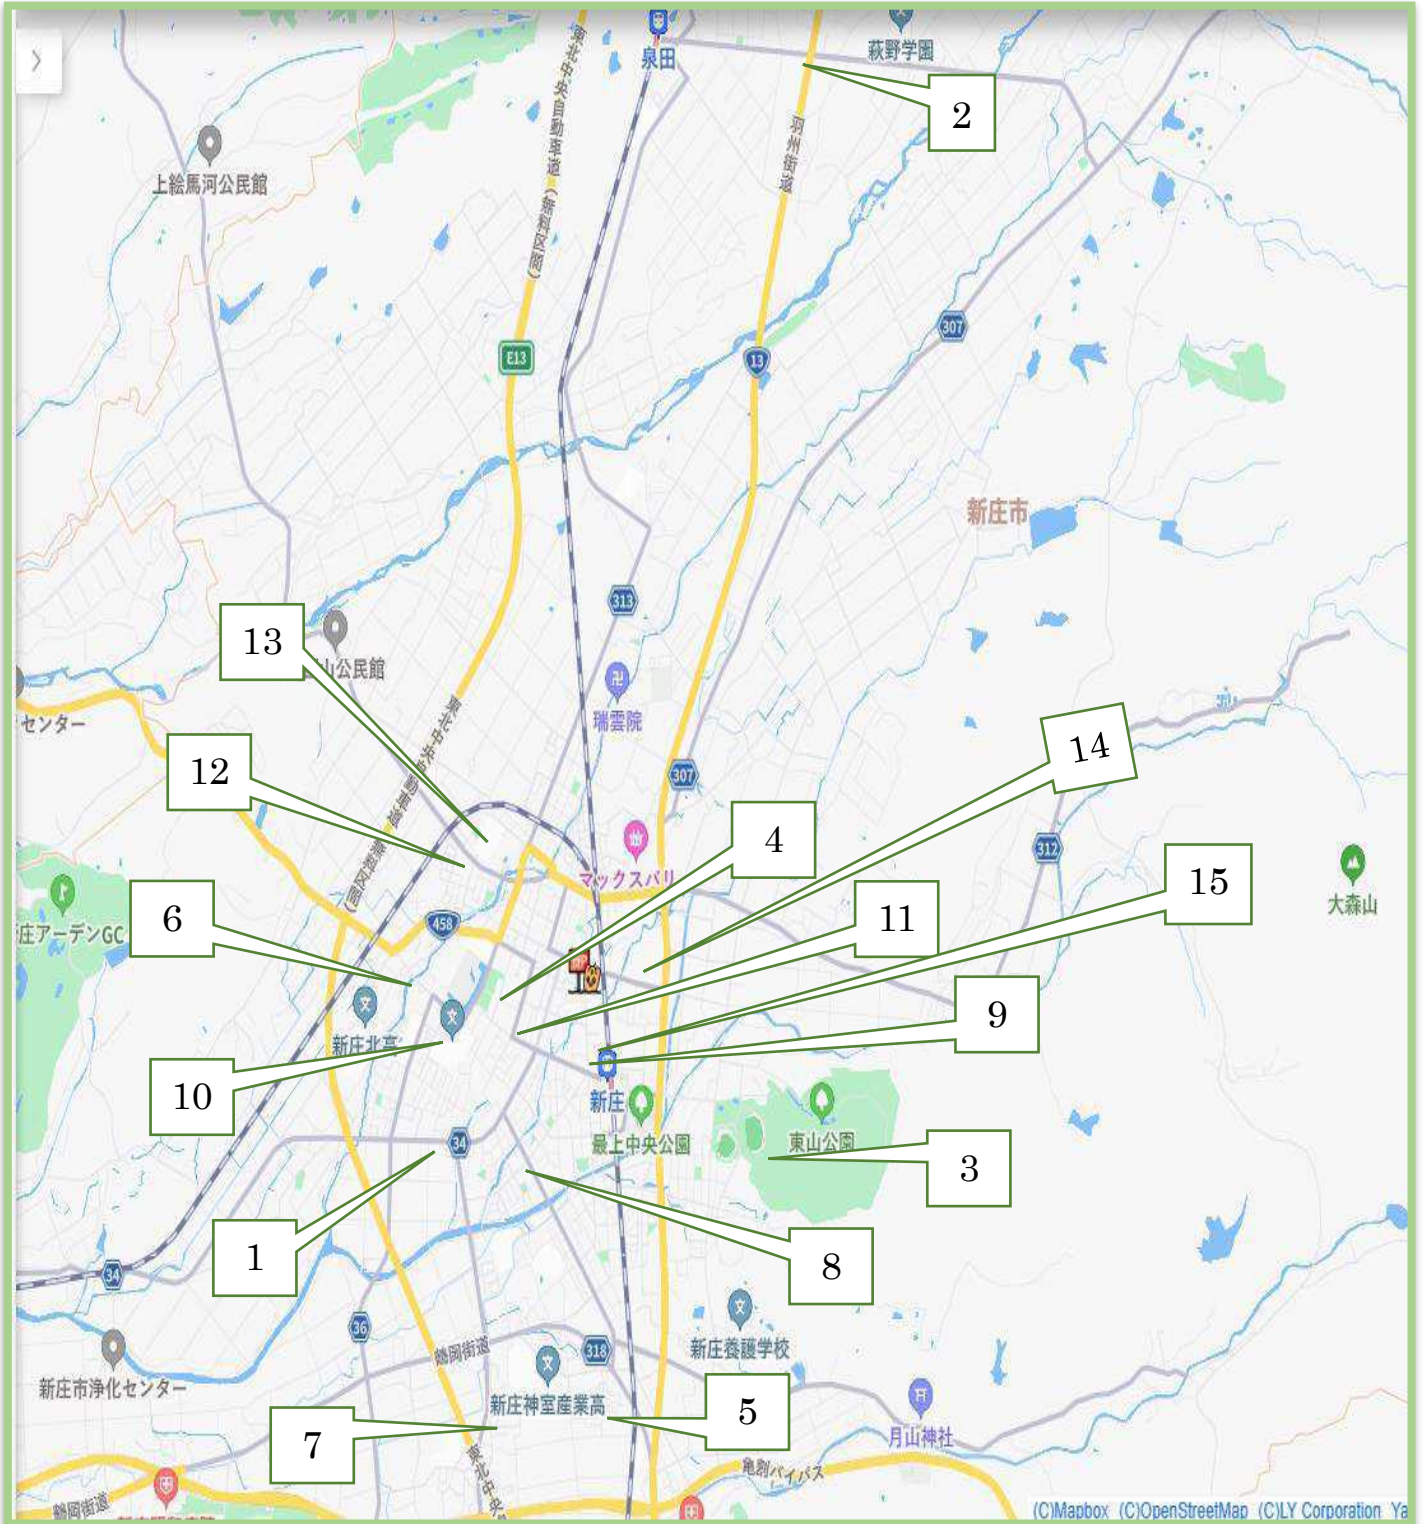 泉田
萩野学園
2
東北中央自動車道(無料区間)
羽州街道
上絵馬河公民館
307
E13
13
新庄市
313
13
山公民館
瑞雲院
センター
東北中央自動車道(無料区間)
307
14
12
4
マックスバリ
312
15
大森山
庄アーデンGC
6
458
11
新庄北高
9
10
新庄
最上中央公園
東山公園
3
34
1
8
34
36
鶴岡街道
318
新庄養護学校
新庄市浄化センター
新庄神室産業高
5
7
月山神社
東北中央
亀割バイパス
鶴岡街道
(C)Mapbox (C)OpenStreetMap (C)LY Corporation Ya